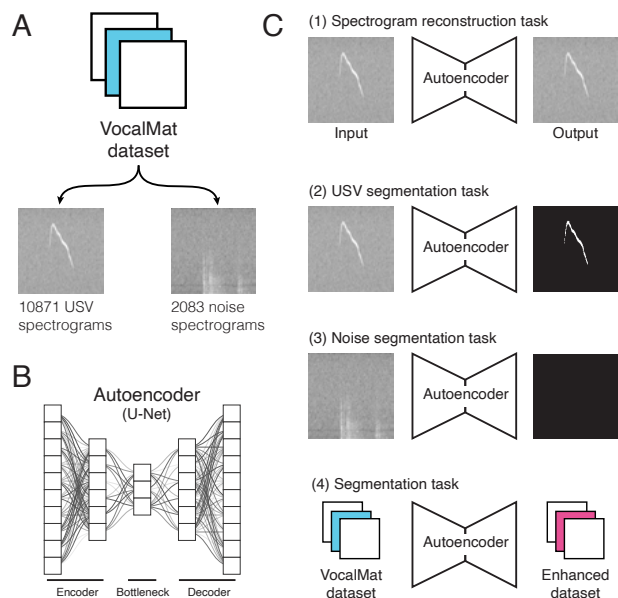 A
VocalMat
dataset
10871 USV
spectrograms
2083 noise
spectrograms
B
Autoencoder
(U-Net)
Encoder
Bottleneck
Decoder
C
(1) Spectrogram reconstruction task
Autoencoder
Input
Output
(2) USV segmentation task
Autoencoder
(3) Noise segmentation task
Autoencoder
(4) Segmentation task
Autoencoder
VocalMat
dataset
Enhanced
dataset